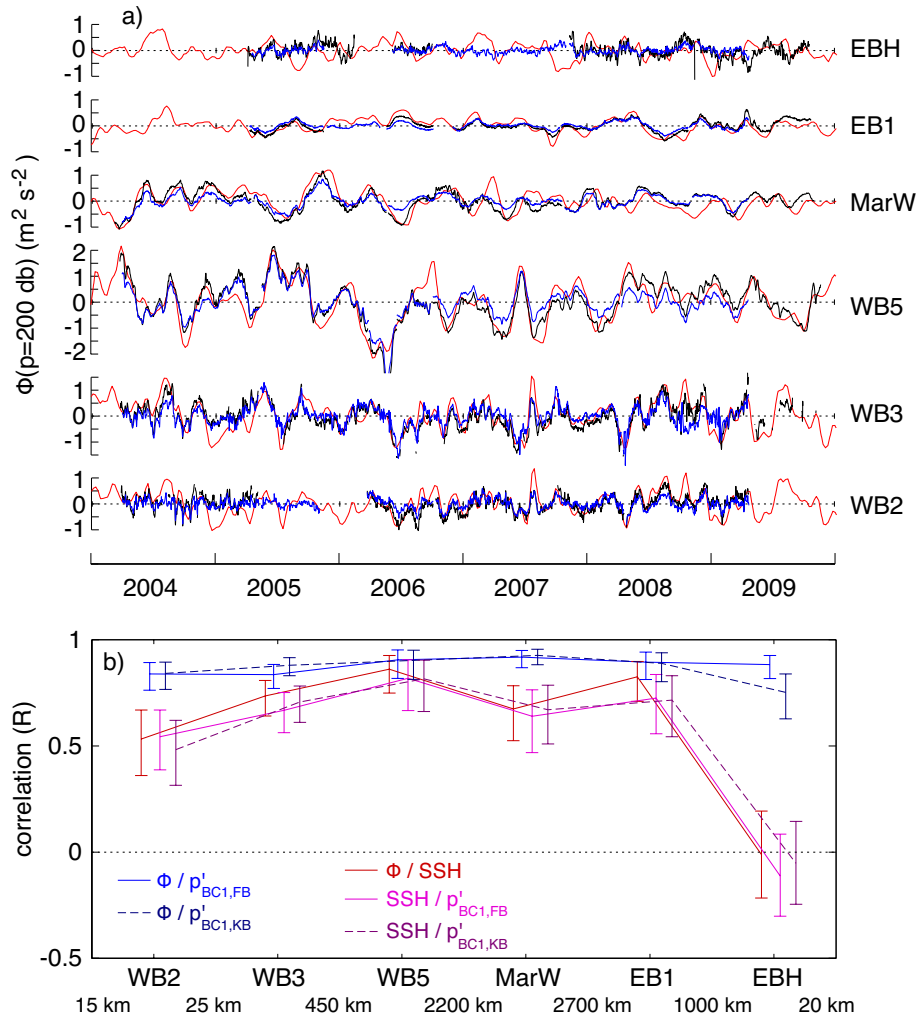 a)
1
0
-1
EBH
1
0
-1
EB1
1
0
-1
MarW
2
1
0
-1
-2
WB5
1
0
-1
WB3
1
0
-1
WB2
Φ(p=200 db) (m² s⁻²)
2004 2005 2006 2007 2008 2009
b)
1
0.5
0
-0.5
correlation (R)
Φ / p'BC1,FB
Φ / p'BC1,KB
Φ / SSH
SSH / p'BC1,FB
SSH / p'BC1,KB
WB2 WB3 WB5 MarW EB1 EBH
15 km 25 km 450 km 2200 km 2700 km 1000 km 20 km